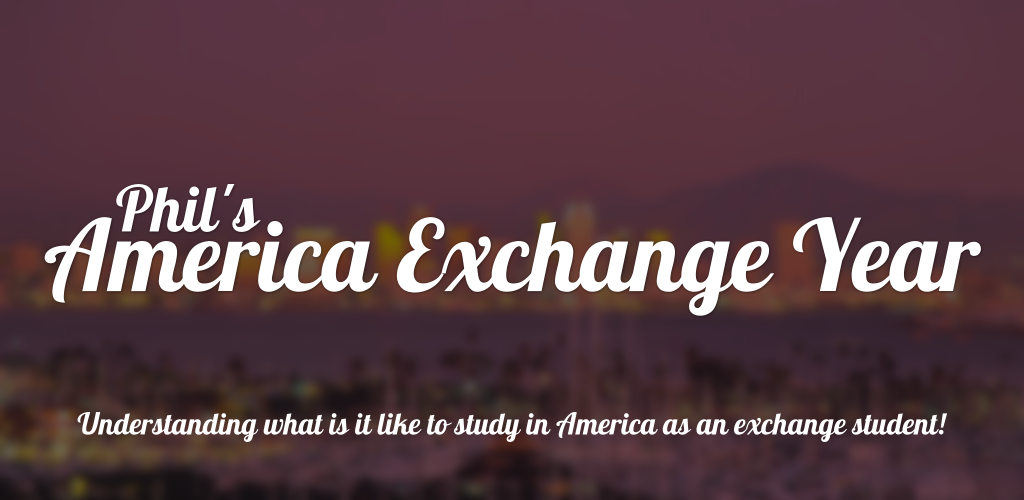 Phil's
America Exchange Year
Understanding what is it like to study in America as an exchange student!